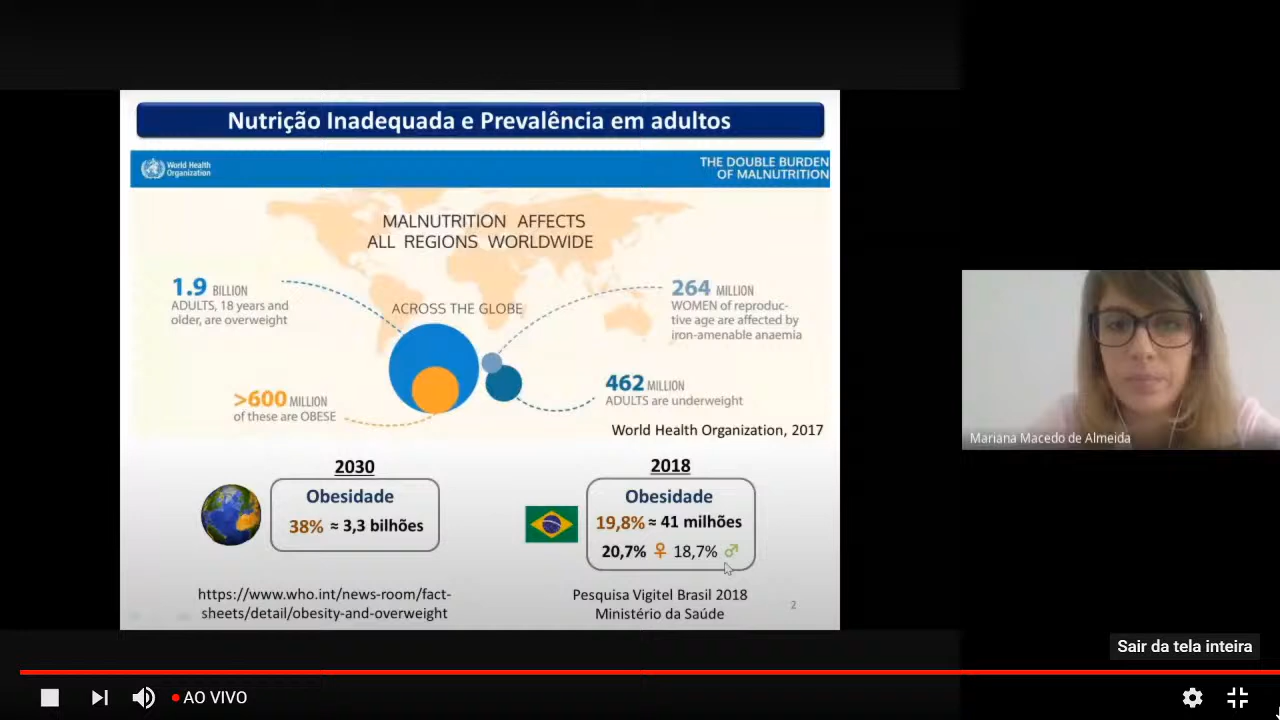 Nutrição Inadequada e Prevalência em adultos
World Health
Organization
THE DOUBLE BURDEN
OF MALNUTRITION
MALNUTRITION AFFECTS
ALL REGIONS WORLDWIDE
1.9 BILLION
ADULTS, 18 years and
older, are overweight
ACROSS THE GLOBE
264 MILLION
WOMEN of reproduc-
tive age are affected by
iron-amenable anaemia
>600 MILLION
of these are OBESE
462 MILLION
ADULTS are underweight
World Health Organization, 2017
2030
Obesidade
38% ≈ 3,3 bilhões
2018
Obesidade
19,8% ≈ 41 milhões
20,7% ♀ 18,7% ♂
https://www.who.int/news-room/fact-
sheets/detail/obesity-and-overweight
Pesquisa Vigitel Brasil 2018
Ministério da Saúde
2
Mariana Macedo de Almeida
Sair da tela inteira
AO VIVO